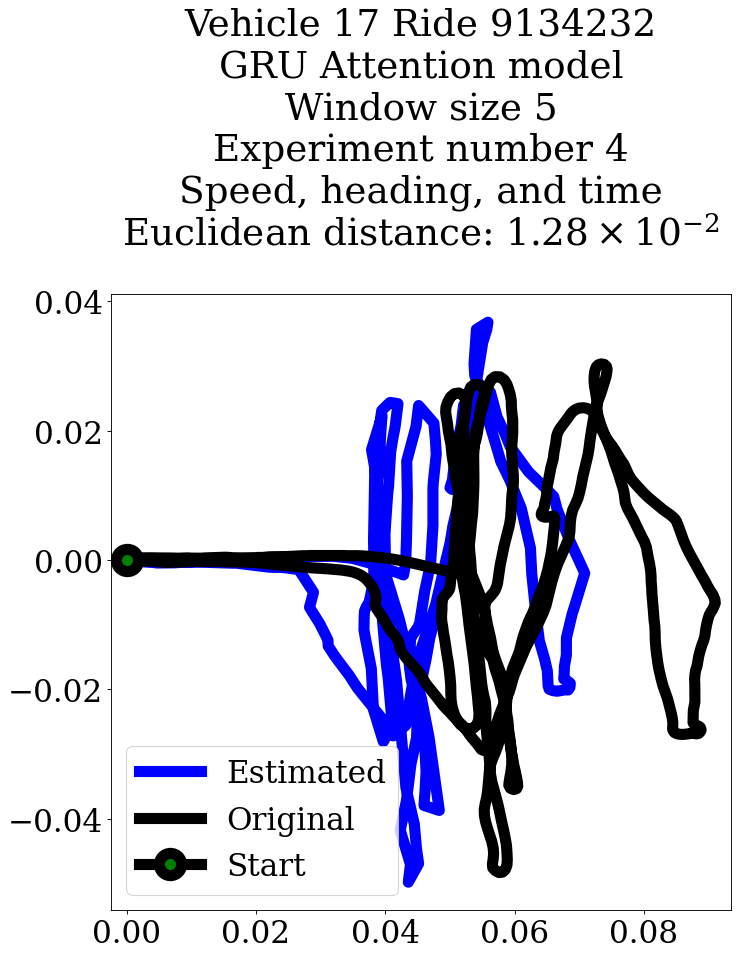 Vehicle 17 Ride 9134232
GRU Attention model
Window size 5
Experiment number 4
Speed, heading, and time
Euclidean distance: 1.28 × 10⁻²
0.04
0.02
0.00
−0.02
−0.04
Estimated
Original
Start
0.00 0.02 0.04 0.06 0.08